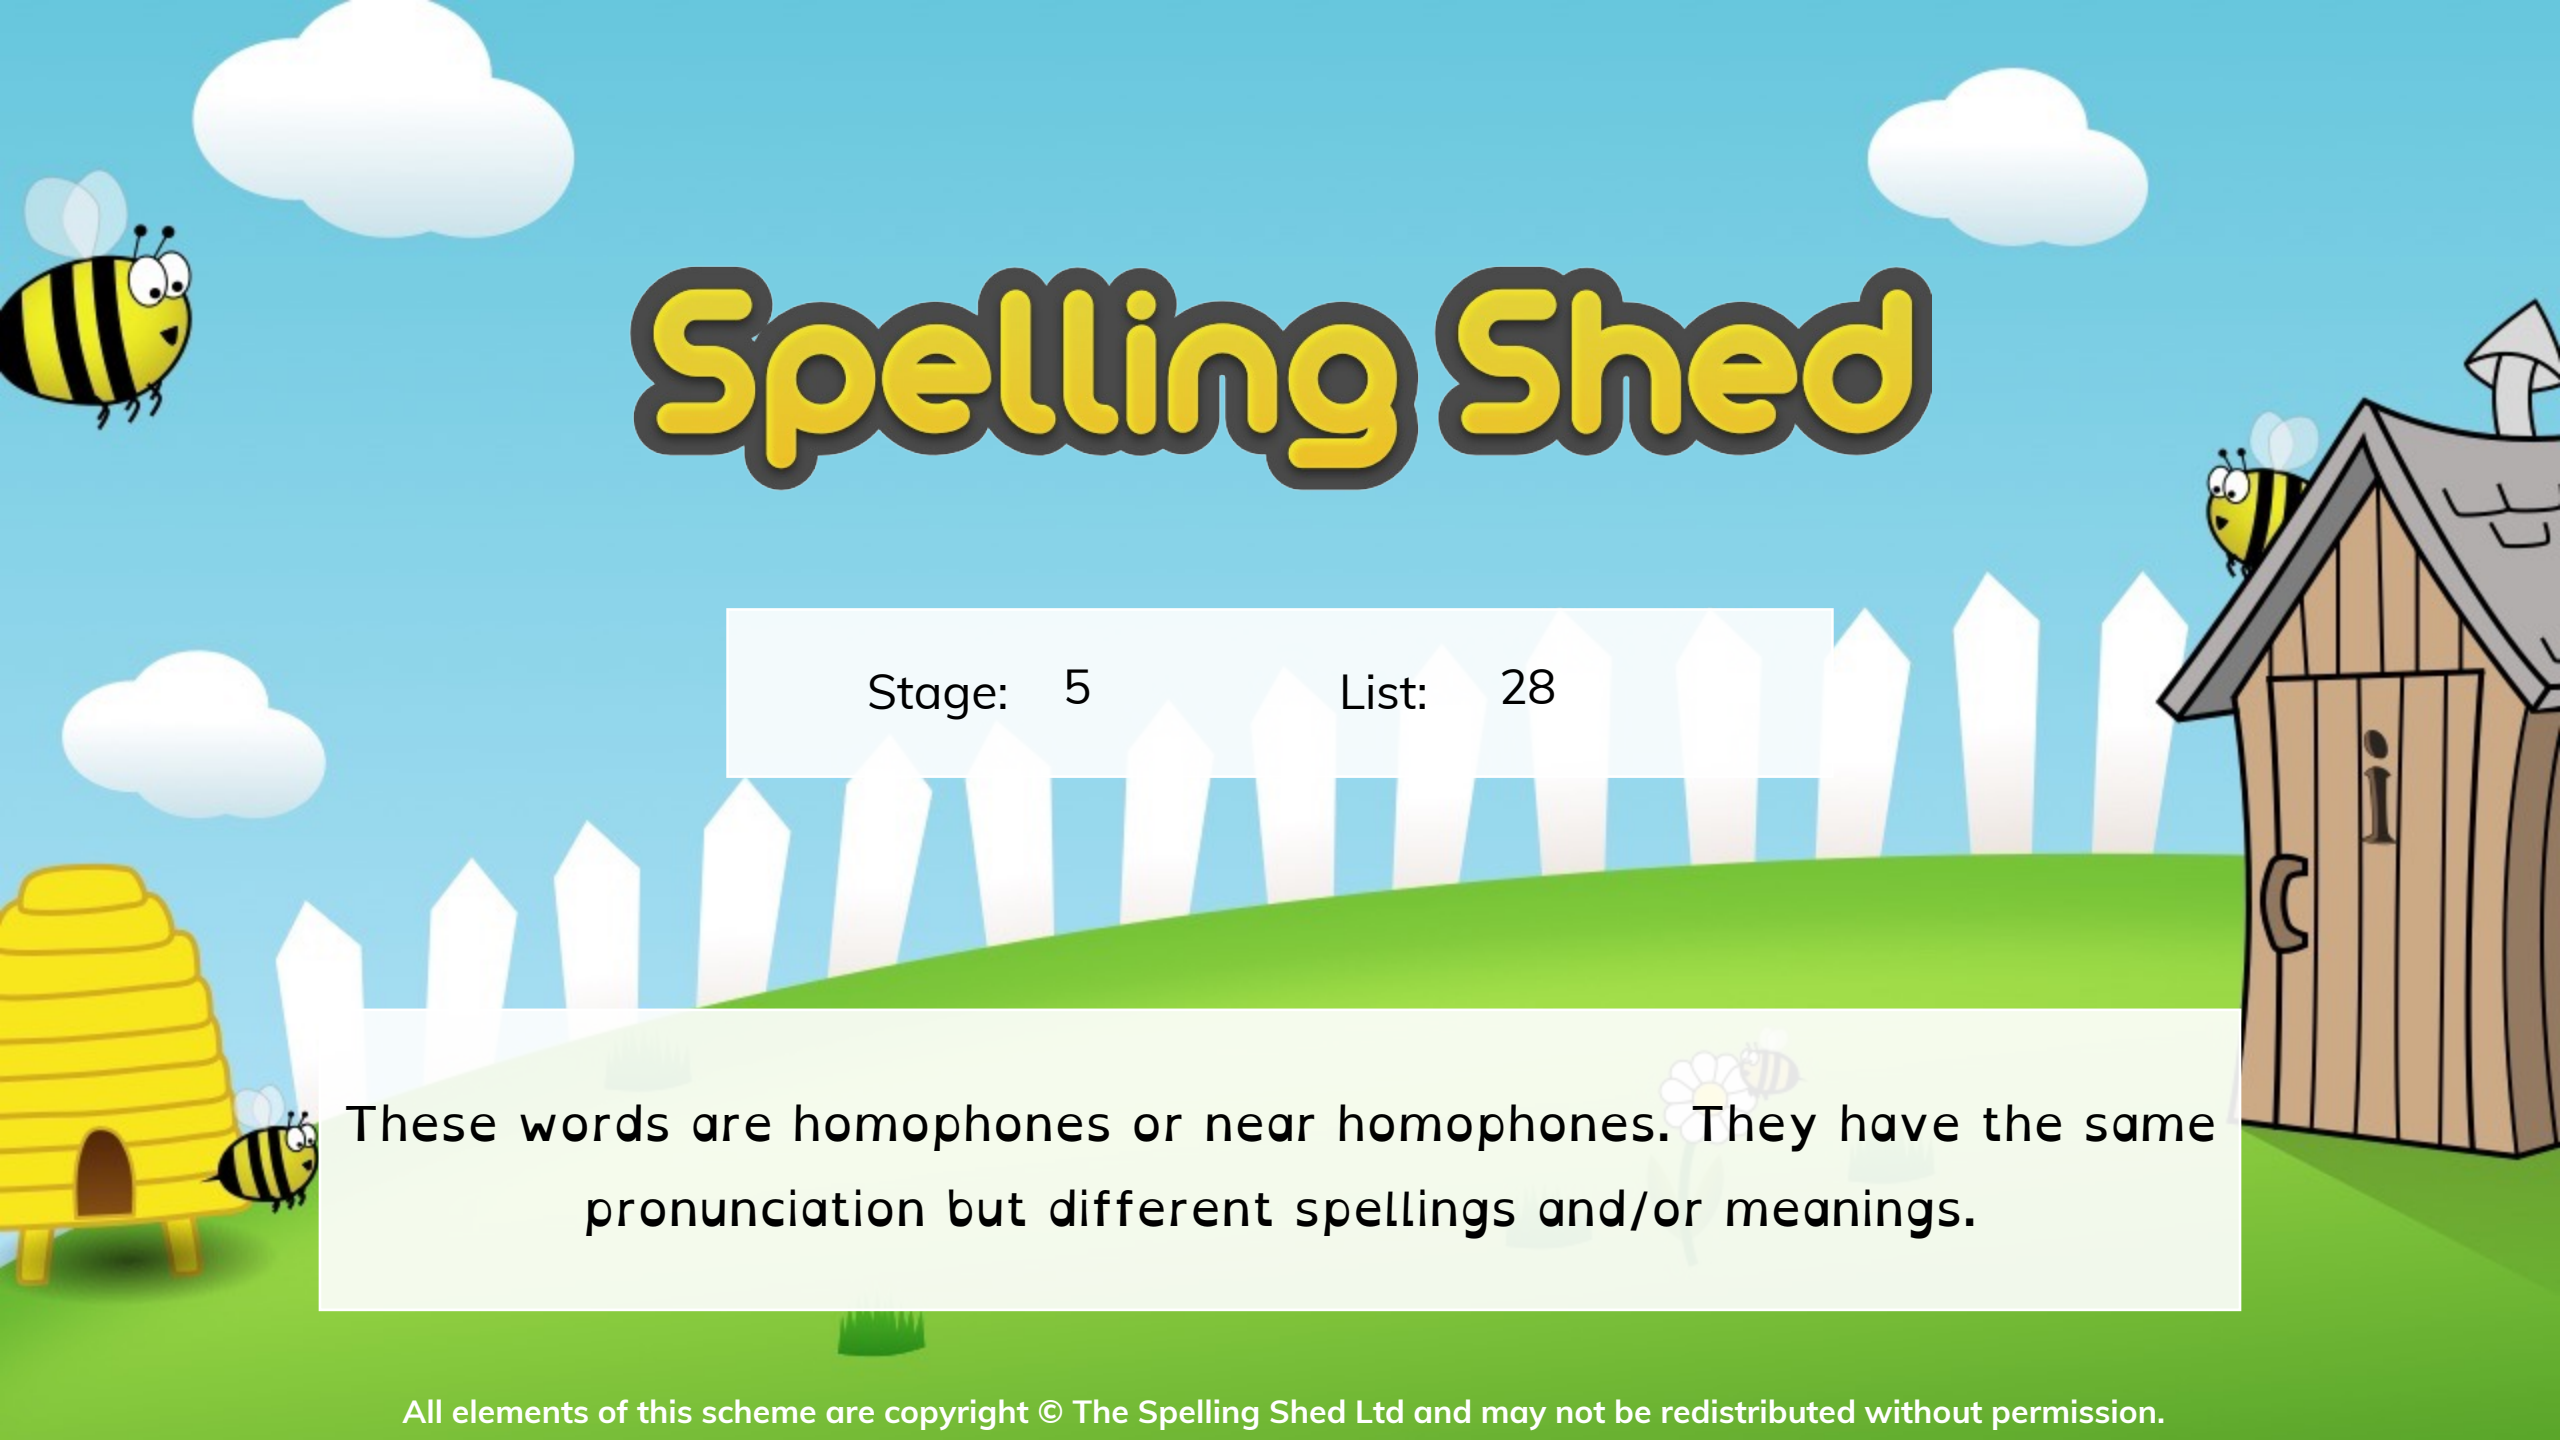 Spelling Shed
Stage: 5 List: 28
i
These words are homophones or near homophones. They have the same
pronunciation but different spellings and/or meanings.
All elements of this scheme are copyright © The Spelling Shed Ltd and may not be redistributed without permission.